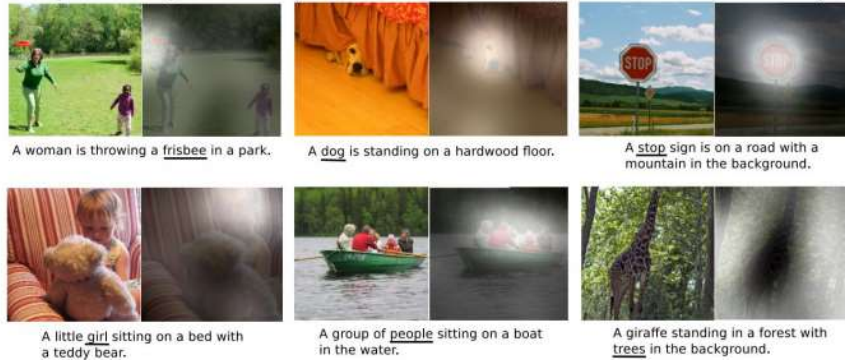 STOP
STOP
A woman is throwing a frisbee in a park.
A dog is standing on a hardwood floor.
A stop sign is on a road with a
mountain in the background.
A little girl sitting on a bed with
a teddy bear.
A group of people sitting on a boat
in the water.
A giraffe standing in a forest with
trees in the background.